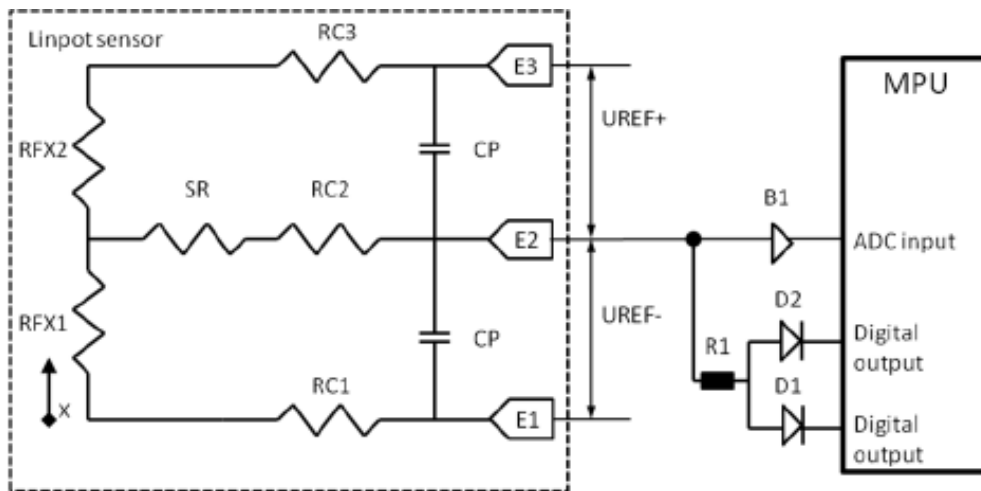 Linpot sensor
RC3
E3
MPU
UREF+
RFX2
CP
SR
RC2
B1
E2
ADC input
RFX1
UREF-
D2
CP
R1
Digital
output
X
RC1
D1
E1
Digital
output